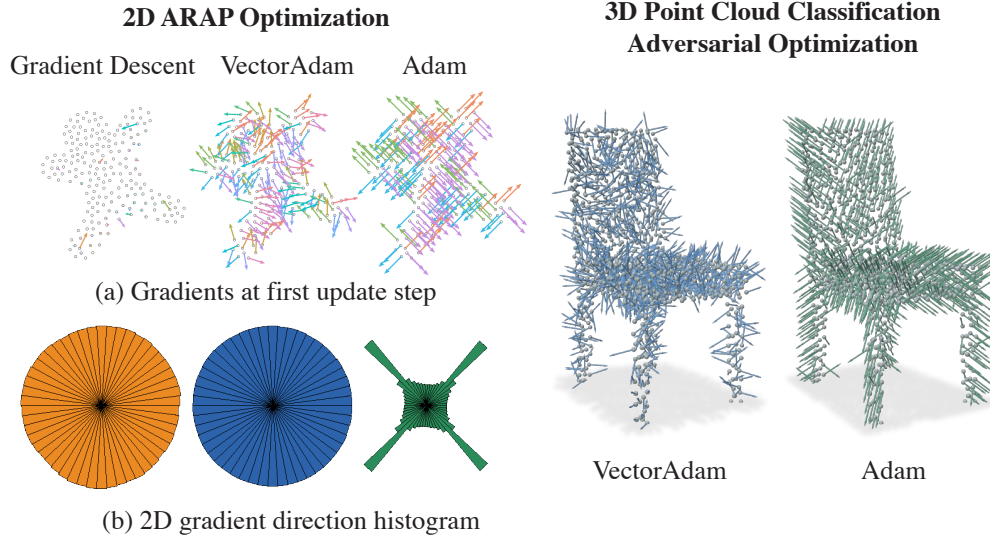 2D ARAP Optimization
Gradient Descent
VectorAdam
Adam
(a) Gradients at first update step
(b) 2D gradient direction histogram
3D Point Cloud Classification
Adversarial Optimization
VectorAdam
Adam